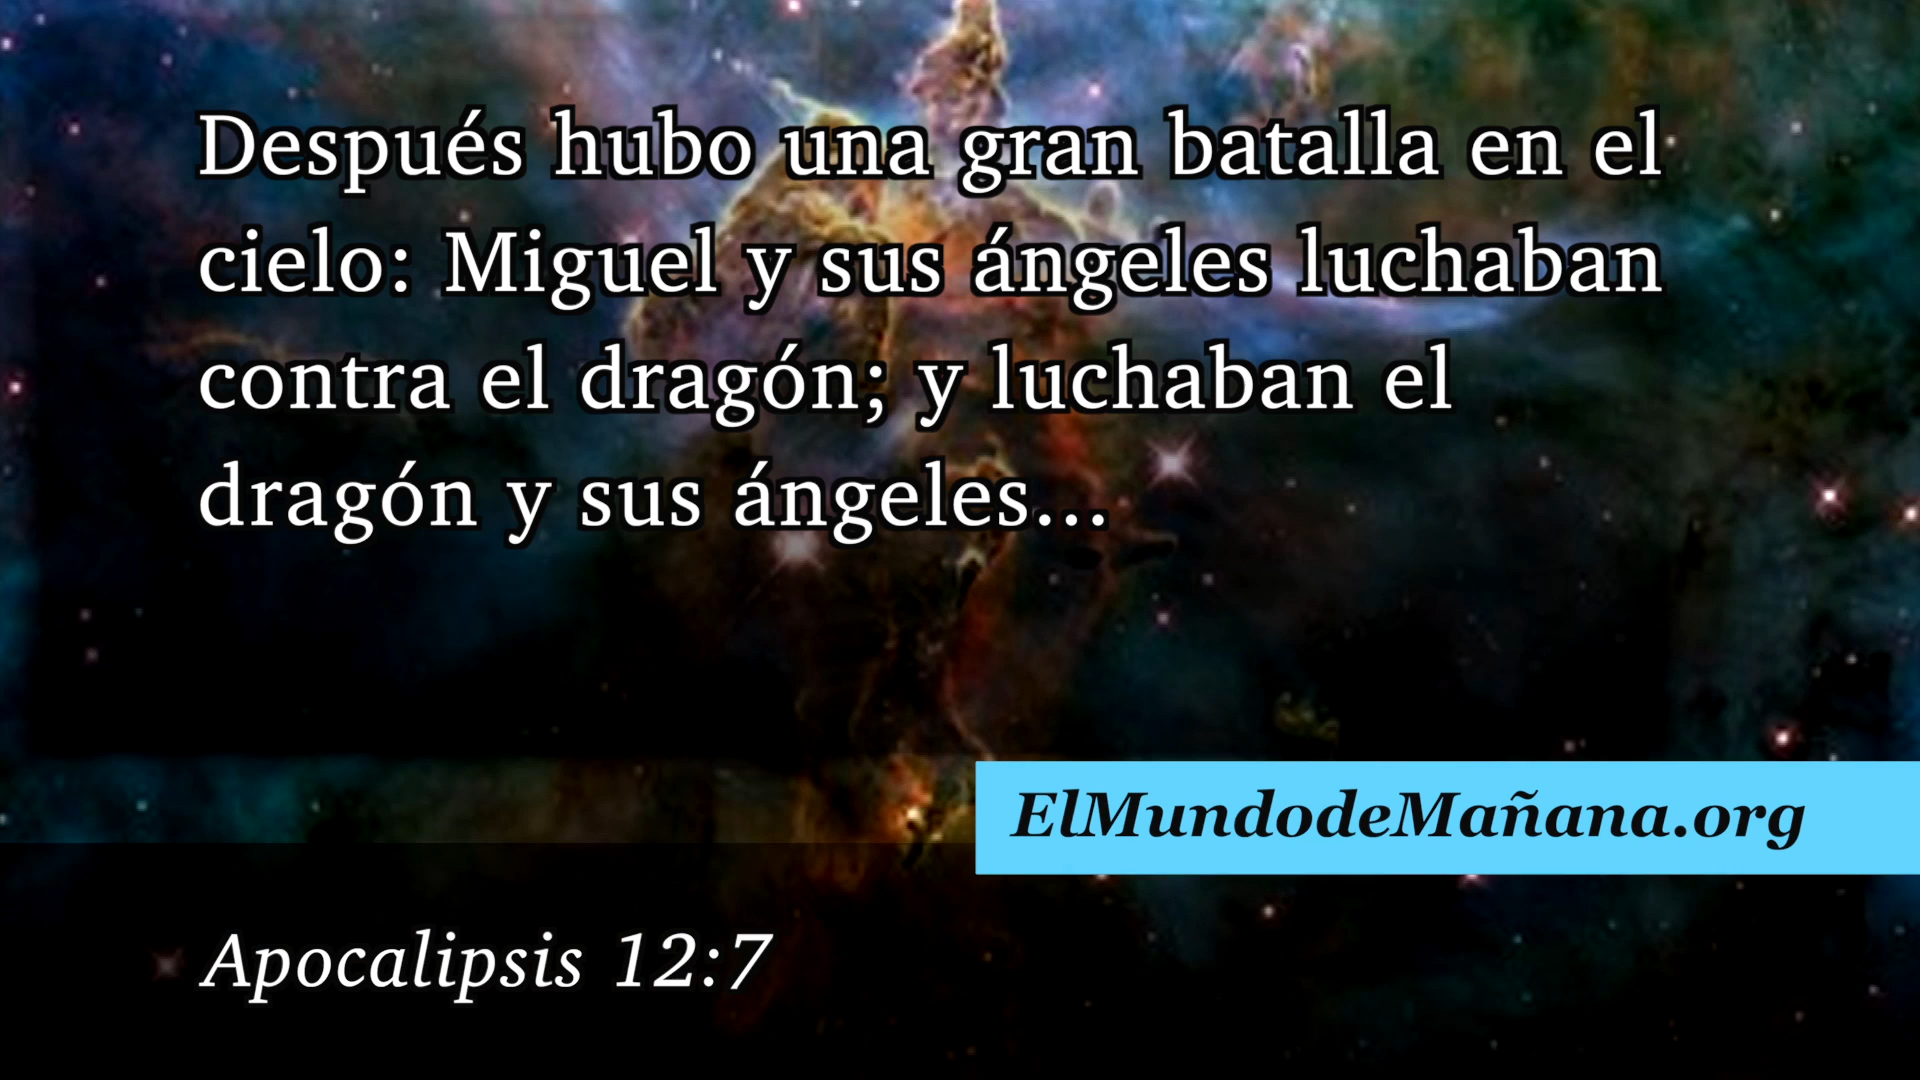 Después hubo una gran batalla en el
cielo: Miguel y sus ángeles luchaban
contra el dragón; y luchaban el
dragón y sus ángeles...
ElMundodeMañana.org
Apocalipsis 12:7